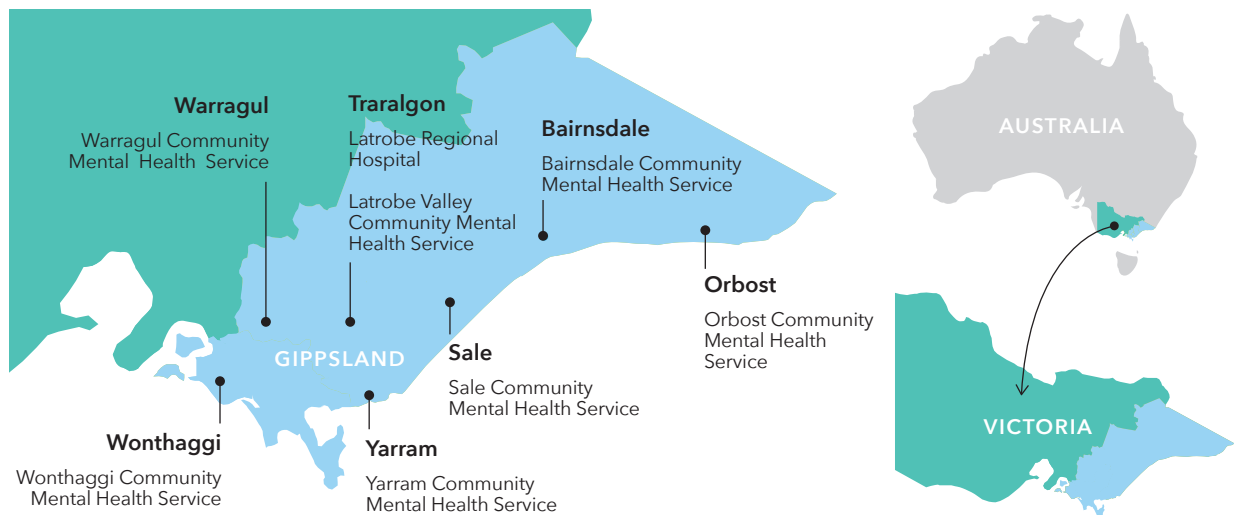 Warragul
Warragul Community
Mental Health Service
Traralgon
Latrobe Regional
Hospital
Latrobe Valley
Community Mental
Health Service
Bairnsdale
Bairnsdale Community
Mental Health Service
Orbost
Orbost Community
Mental Health
Service
GIPPSLAND
Sale
Sale Community
Mental Health Service
Wonthaggi
Wonthaggi Community
Mental Health Service
Yarram
Yarram Community
Mental Health Service
AUSTRALIA
VICTORIA